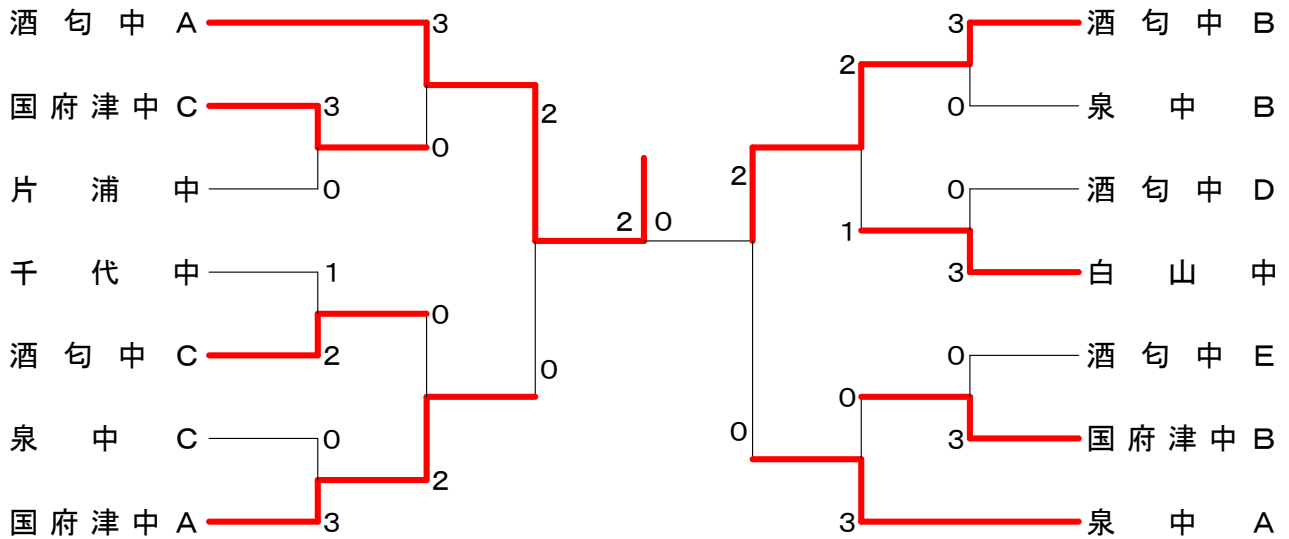 酒匂中A 3 3 酒匂中B
2
国府津中C 3 2 0 泉中B
0
片浦中 0 2 0 酒匂中D
2 0 1
千代中 1 3 白山中
0
酒匂中C 2 0 0 酒匂中E
0
泉中C 0 0 3 国府津中B
2
国府津中A 3 3 泉中A